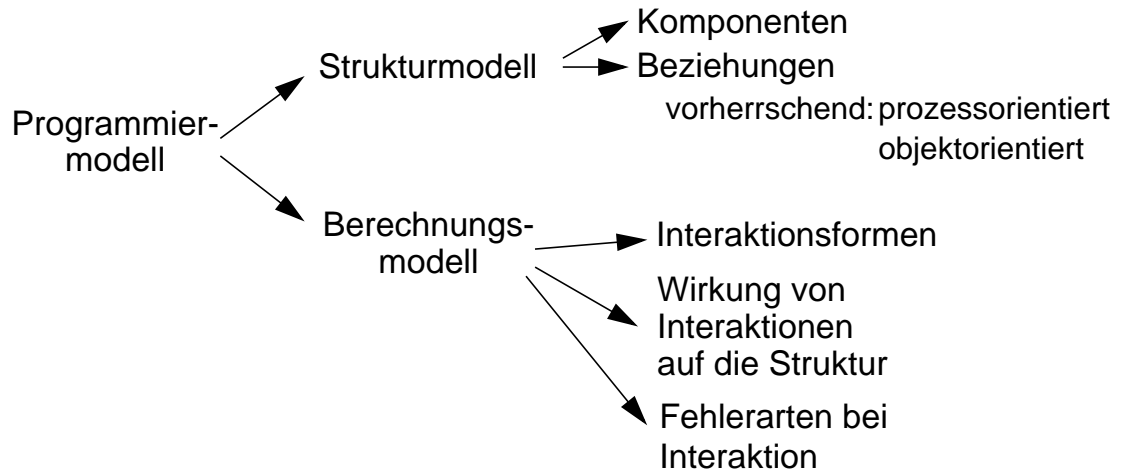 Komponenten
Strukturmodell
Beziehungen
vorherrschend: prozessorientiert
objektorientiert
Programmier-
modell
Berechnungs-
modell
Interaktionsformen
Wirkung von
Interaktionen
auf die Struktur
Fehlerarten bei
Interaktion